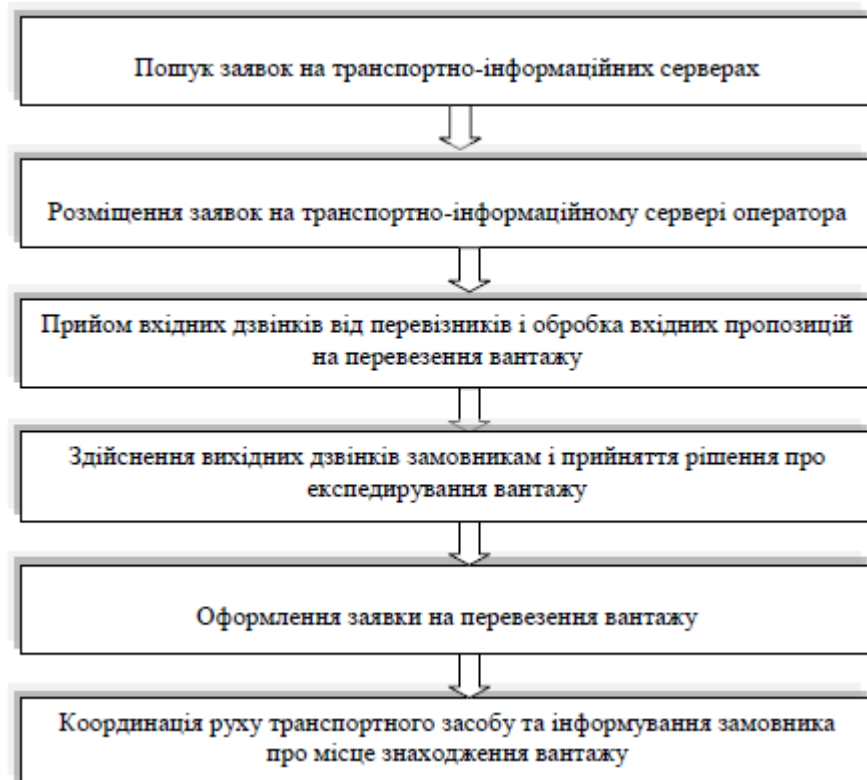 Пошук заявок на транспортно-інформаційних серверах
Розміщення заявок на транспортно-інформаційному сервері оператора
Прийом вхідних дзвінків від перевізників і обробка вхідних пропозицій
на перевезення вантажу
Здійснення вихідних дзвінків замовникам і прийняття рішення про
експедирування вантажу
Оформлення заявки на перевезення вантажу
Координація руху транспортного засобу та інформування замовника
про місце знаходження вантажу